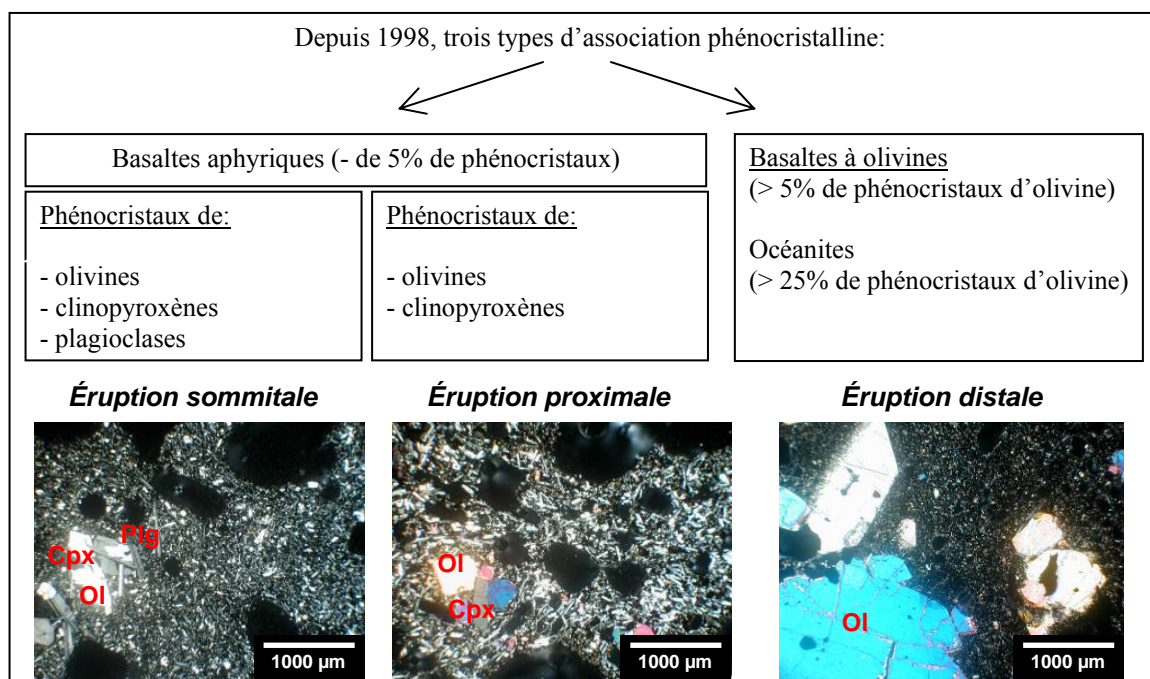 Depuis 1998, trois types d'association phénocristalline:
Basaltes aphyriques (- de 5% de phénocristaux)
Phénocristaux de:
- olivines
- clinopyroxènes
- plagioclases
Phénocristaux de:
- olivines
- clinopyroxènes
Basaltes à olivines
(> 5% de phénocristaux d'olivine)
Océanites
(> 25% de phénocristaux d'olivine)
Éruption sommitale
Éruption proximale
Éruption distale
Plg
Cpx
Ol
1000 µm
Ol
Cpx
1000 µm
Ol
1000 µm